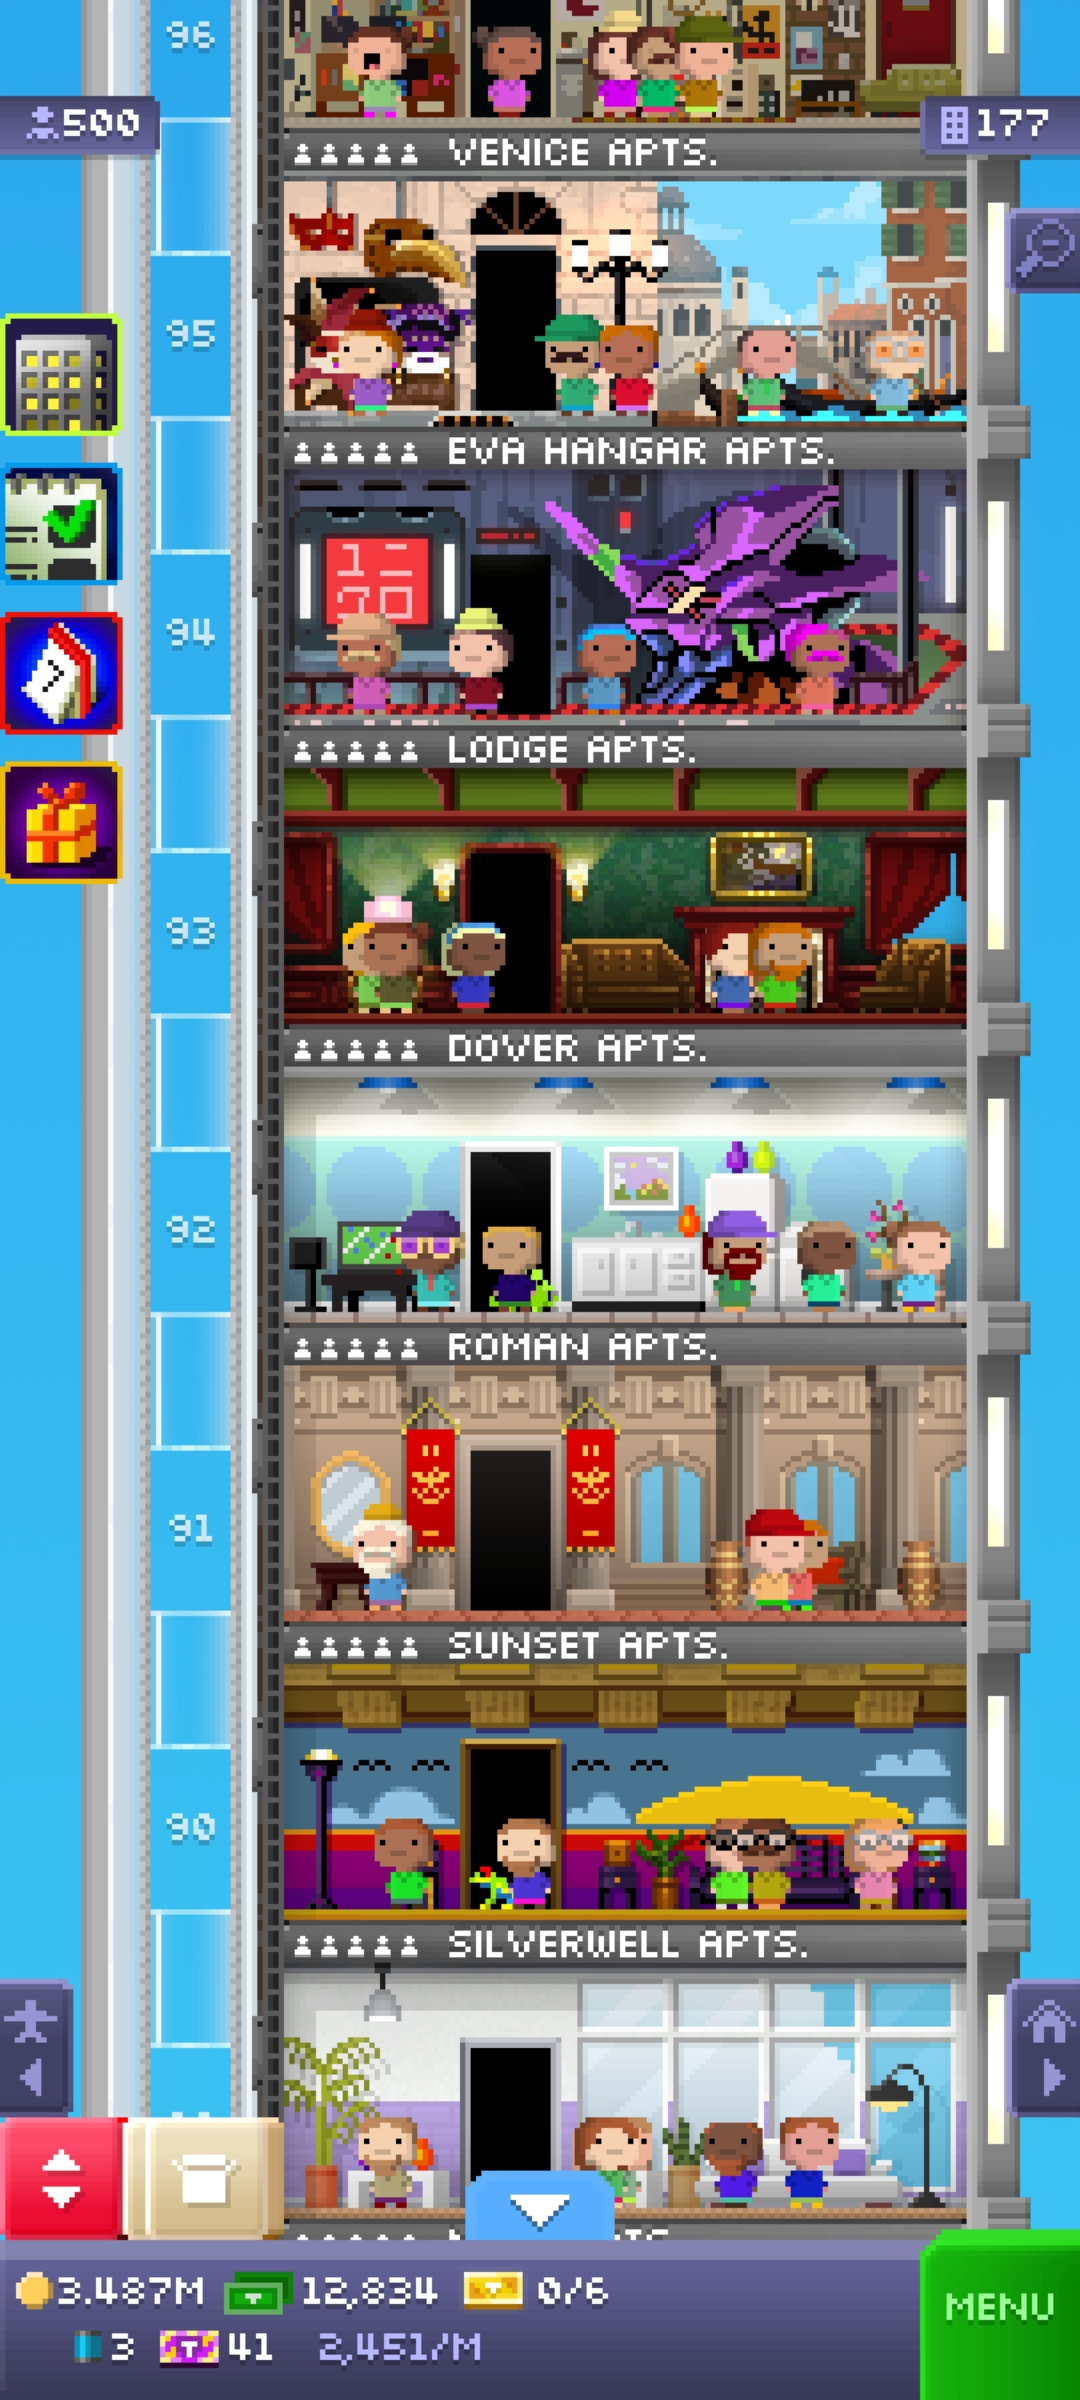 96
500
177
VENICE APTS.
95
EVA HANGAR APTS.
94
LODGE APTS.
93
DOVER APTS.
92
ROMAN APTS.
91
SUNSET APTS.
90
SILVERWELL APTS.
3.487M 12,834 0/6
MENU
3 41 2,451/M